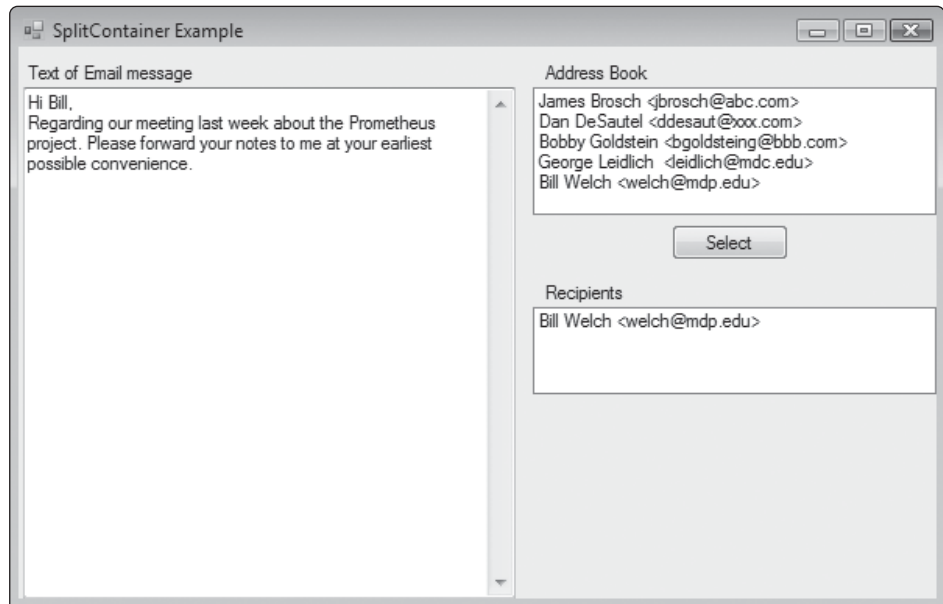 SplitContainer Example
Text of Email message
Hi Bill,
Regarding our meeting last week about the Prometheus
project. Please forward your notes to me at your earliest
possible convenience.
Address Book
James Brosch <jbrosch@abc.com>
Dan DeSautel <ddesaut@xxx.com>
Bobby Goldstein <bgoldsteing@bbb.com>
George Leidlich <leidlich@mdc.edu>
Bill Welch <welch@mdp.edu>
Select
Recipients
Bill Welch <welch@mdp.edu>